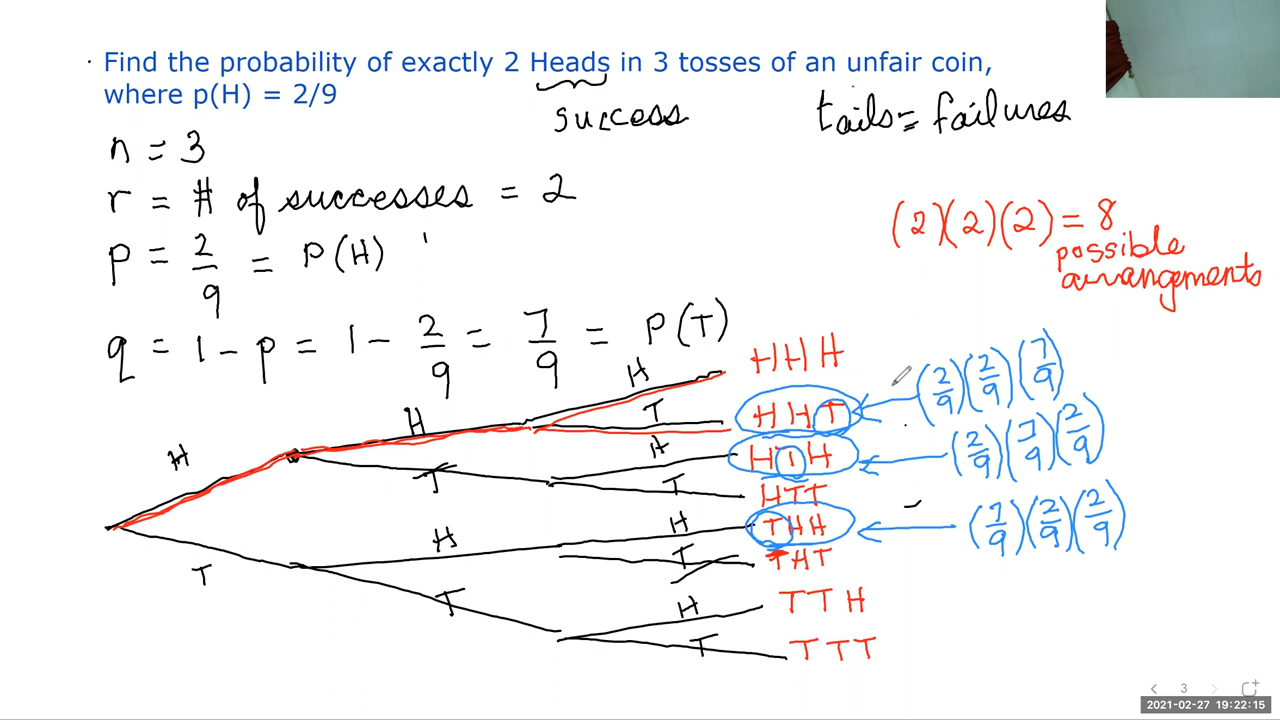 · Find the probability of exactly 2 Heads in 3 tosses of an unfair coin,
where p(H) = 2/9
success
tails = failures
n = 3
r = # of successes = 2
p = 2/9 = P(H)
q = 1 - p = 1 - 2/9 = 7/9 = P(T)
(2)(2)(2) = 8
possible
arrangements
H
T
H
T
H
T
H
T
H
T
H
T
H
T
HHH
HHT
(2/9)(2/9)(7/9)
HTH
(2/9)(7/9)(2/9)
HTT
THH
(7/9)(2/9)(2/9)
THT
TTH
TTT
3
2021-02-27 19:22:15